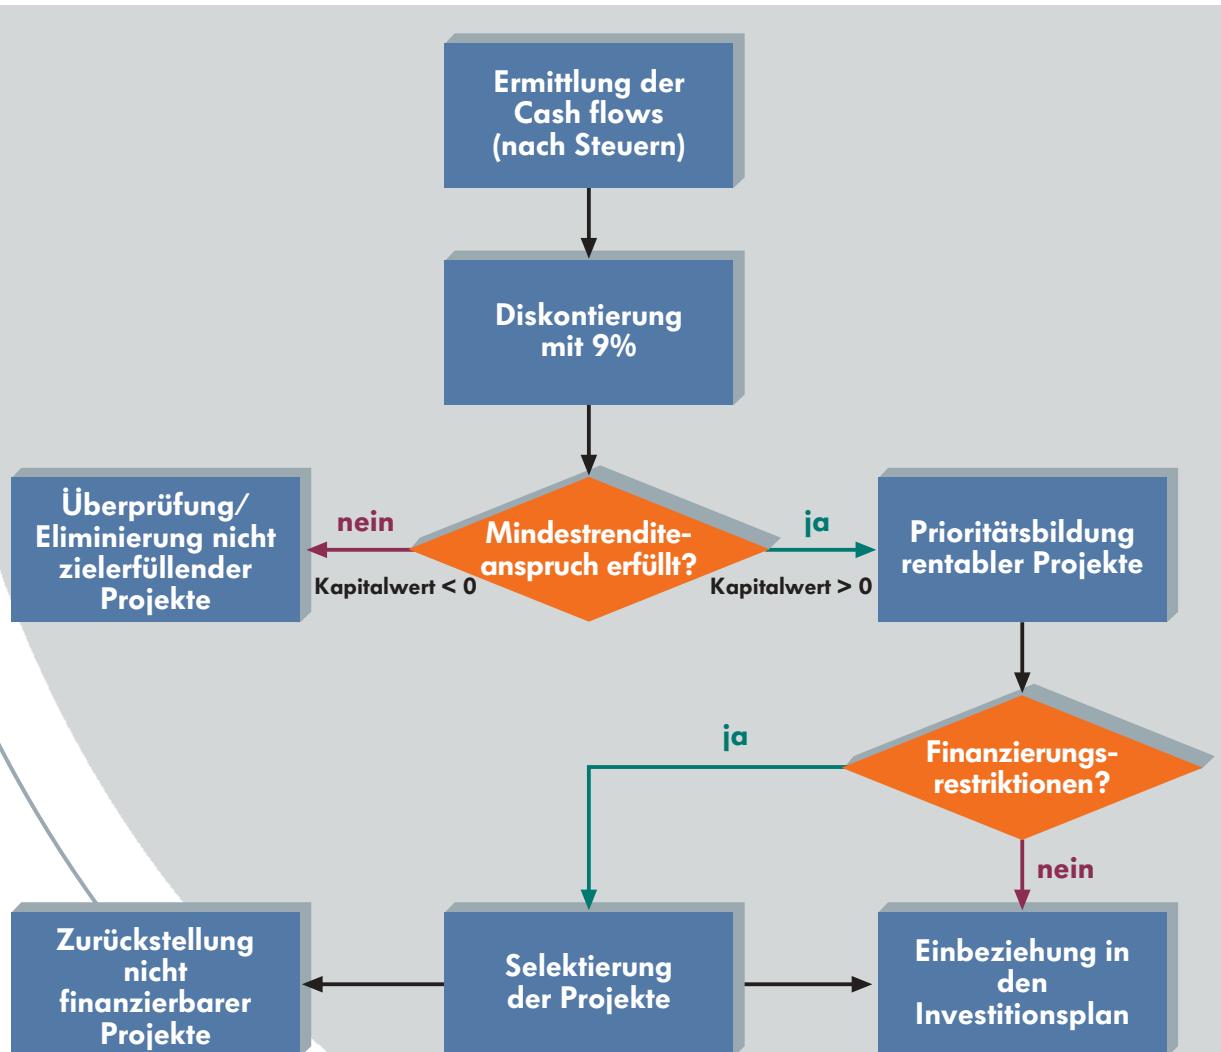 Ermittlung der
Cash flows
(nach Steuern)
Diskontierung
mit 9%
Überprüfung/
Eliminierung nicht
zielerfüllender
Projekte
nein
Kapitalwert < 0
Mindestrendite-
anspruch erfüllt?
ja
Kapitalwert > 0
Prioritätsbildung
rentabler Projekte
ja
Finanzierungs-
restriktionen?
nein
Zurückstellung
nicht
finanzierbarer
Projekte
Selektierung
der Projekte
Einbeziehung in
den
Investitionsplan